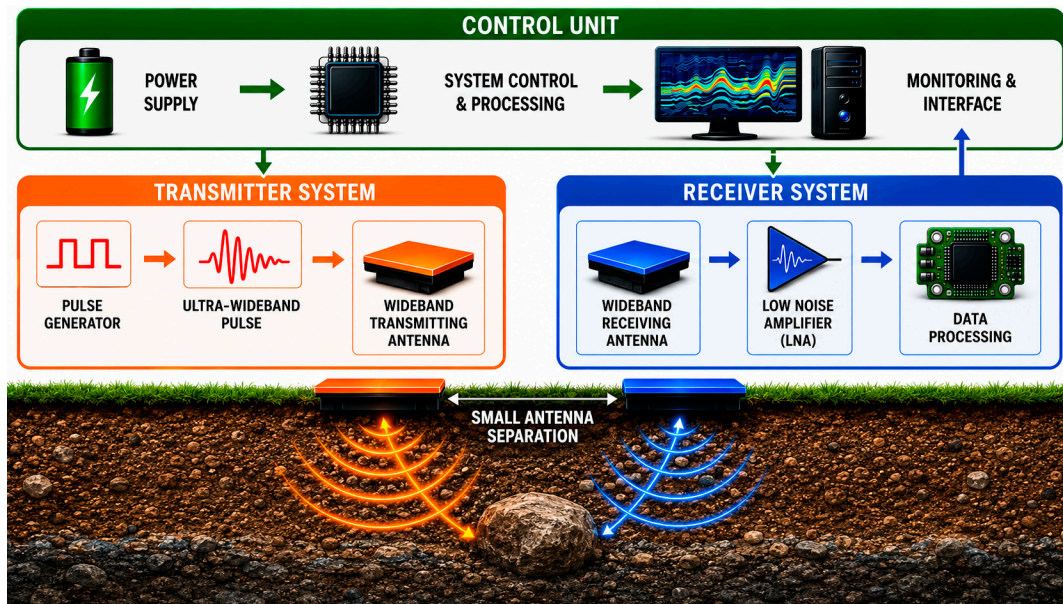 CONTROL UNIT
POWER
SUPPLY
SYSTEM CONTROL
& PROCESSING
MONITORING &
INTERFACE
TRANSMITTER SYSTEM
PULSE
GENERATOR
ULTRA-WIDEBAND
PULSE
WIDEBAND
TRANSMITTING
ANTENNA
RECEIVER SYSTEM
WIDEBAND
RECEIVING
ANTENNA
LOW NOISE
AMPLIFIER
(LNA)
DATA
PROCESSING
SMALL ANTENNA
SEPARATION